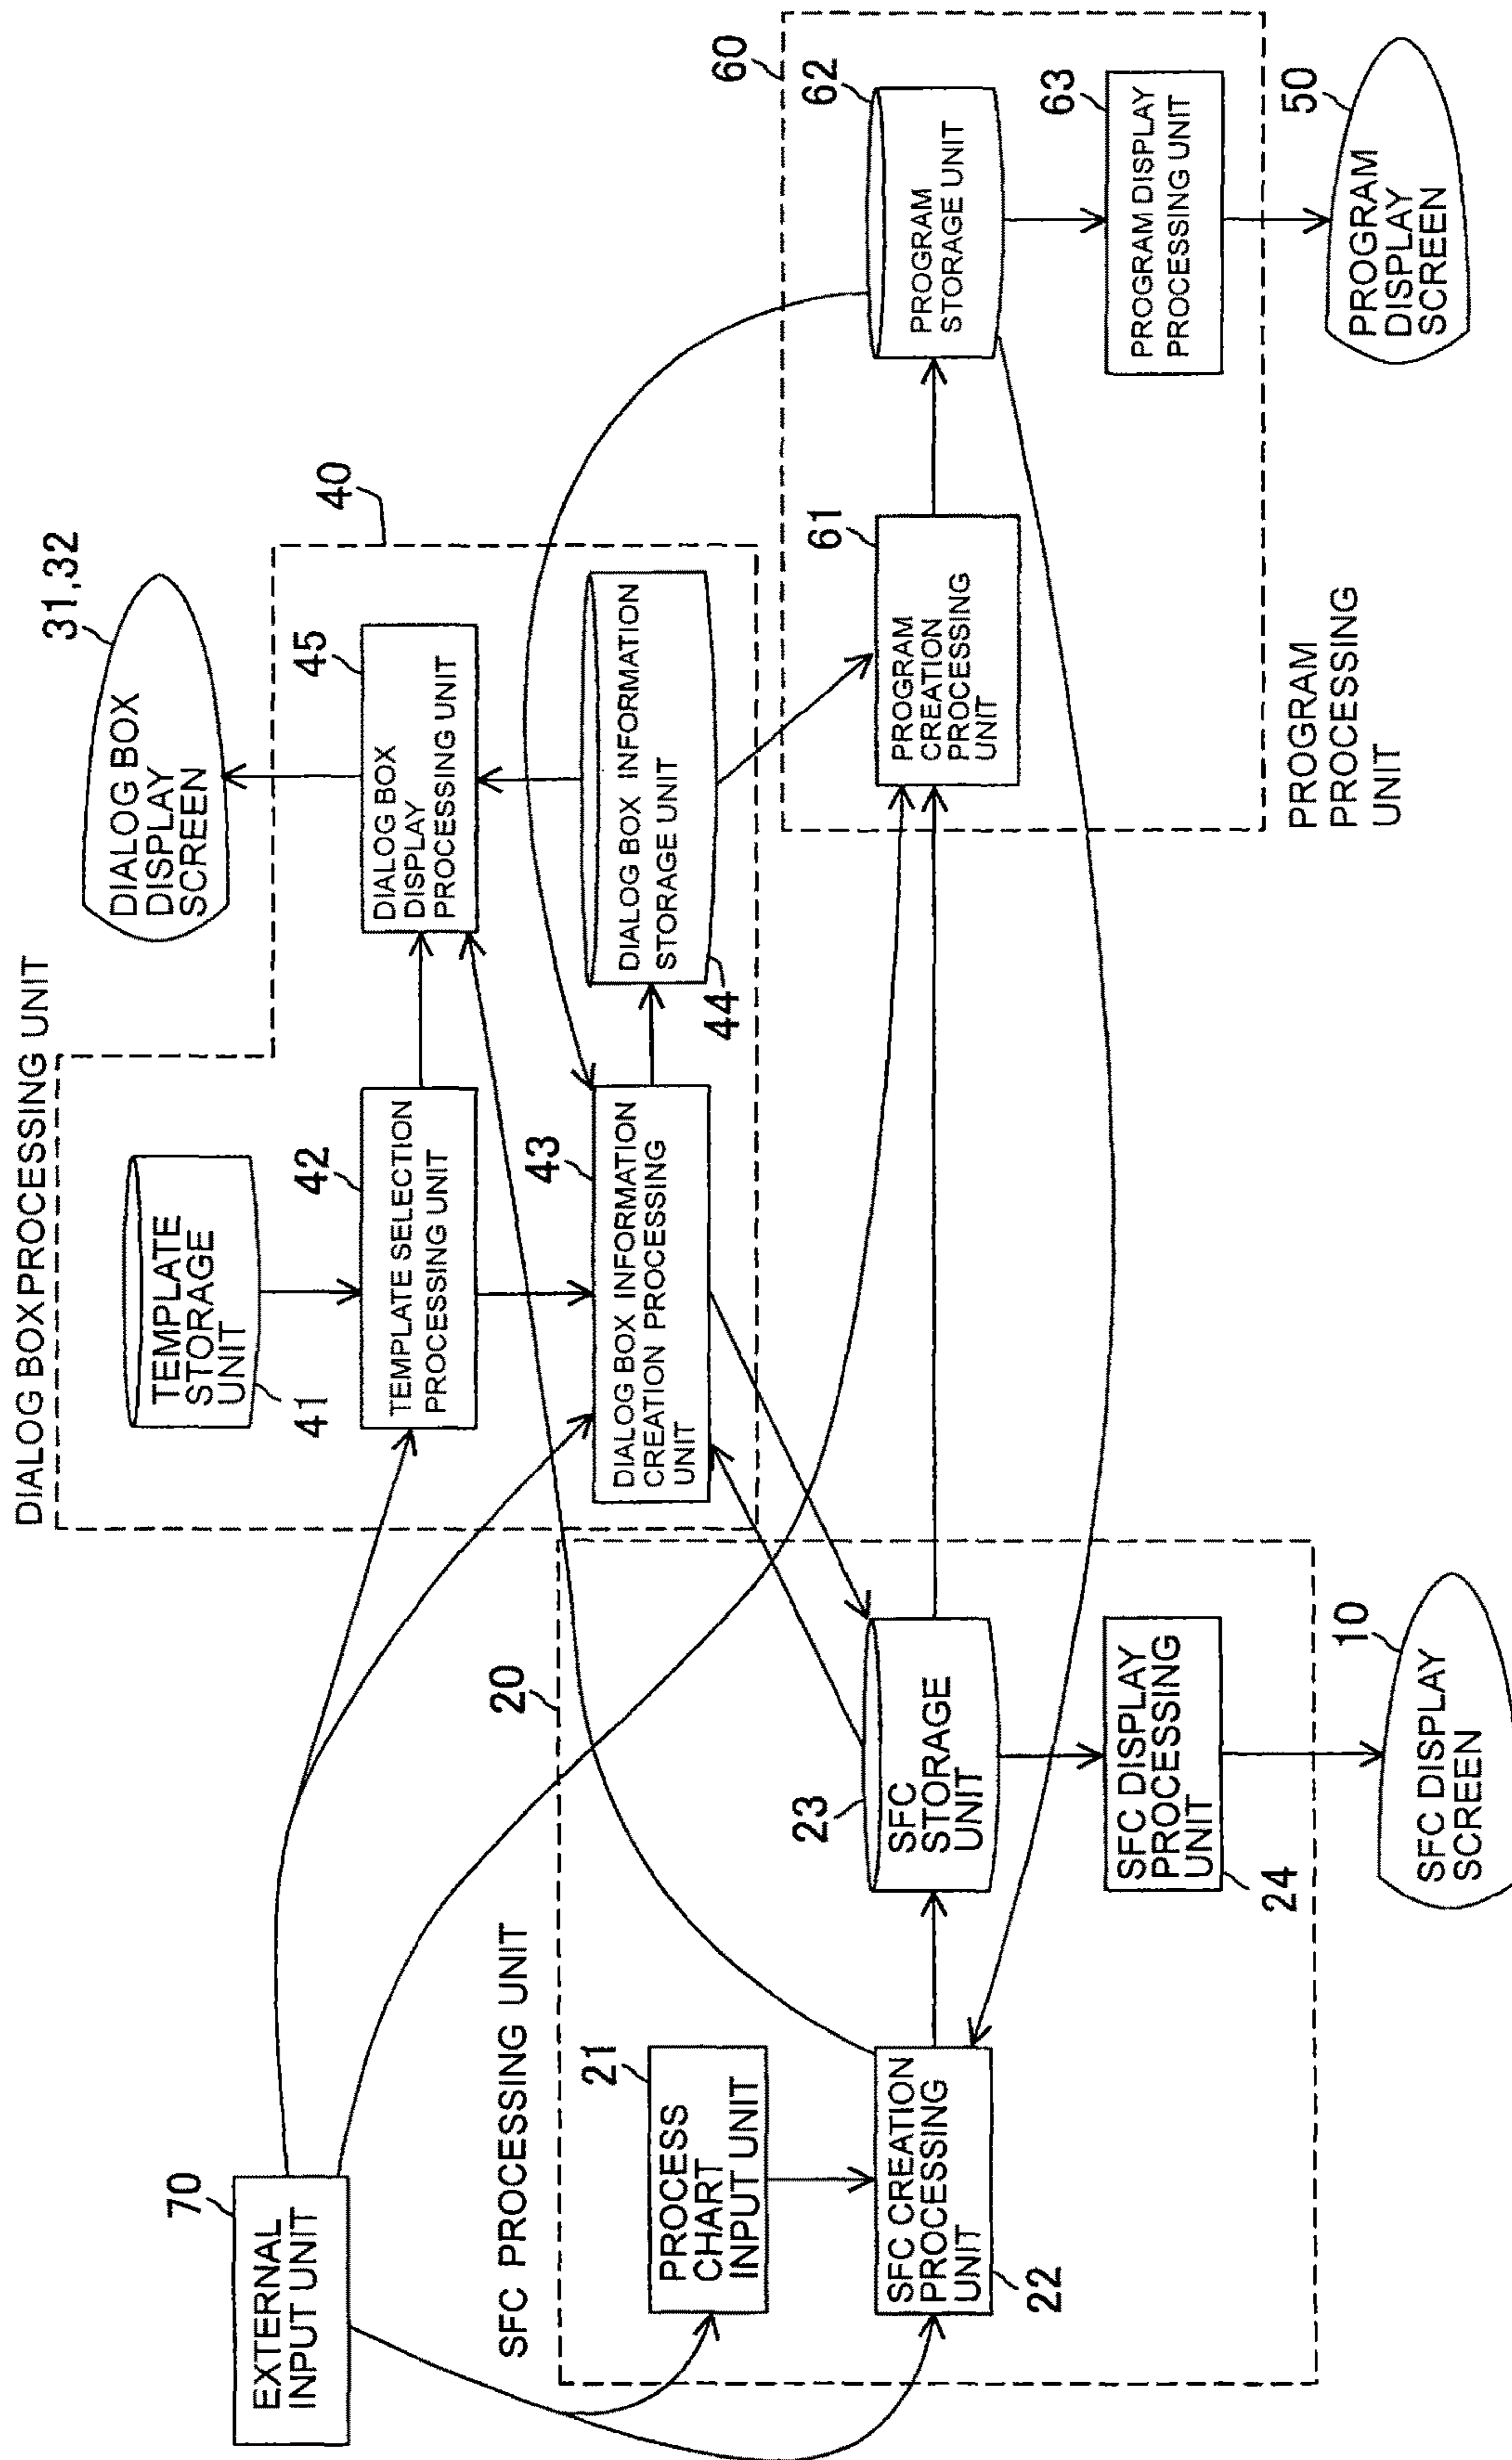 DIALOG BOX PROCESSING UNIT
31,32
DIALOG BOX
DISPLAY
SCREEN
40
41
TEMPLATE
STORAGE
UNIT
42
TEMPLATE SELECTION
PROCESSING UNIT
45
DIALOG BOX
DISPLAY
PROCESSING UNIT
43
DIALOG BOX INFORMATION
CREATION PROCESSING
UNIT
44
DIALOG BOX INFORMATION
STORAGE UNIT
70
EXTERNAL
INPUT UNIT
SFC PROCESSING UNIT
20
21
PROCESS
CHART
INPUT UNIT
22
SFC CREATION
PROCESSING
UNIT
23
SFC
STORAGE
UNIT
24
SFC DISPLAY
PROCESSING
UNIT
10
SFC DISPLAY
SCREEN
60
61
PROGRAM
CREATION
PROCESSING
UNIT
62
PROGRAM
STORAGE UNIT
63
PROGRAM DISPLAY
PROCESSING UNIT
PROGRAM
PROCESSING
UNIT
50
PROGRAM
DISPLAY
SCREEN